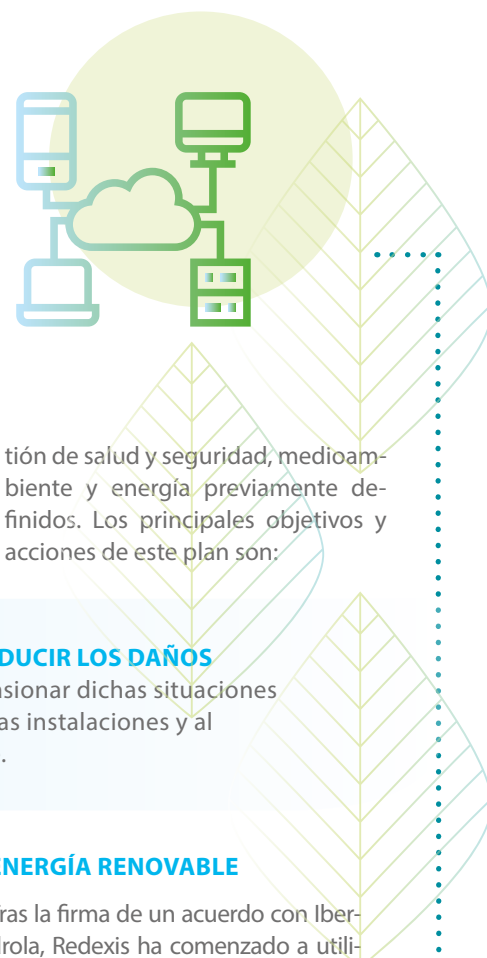 tión de salud y seguridad, medioam-
biente y energía previamente de-
finidos. Los principales objetivos y
acciones de este plan son:
DUCIR LOS DAÑOS
asionar dichas situaciones
as instalaciones y al
.
ENERGÍA RENOVABLE
ras la firma de un acuerdo con Iber-
drola, Redexis ha comenzado a utili-